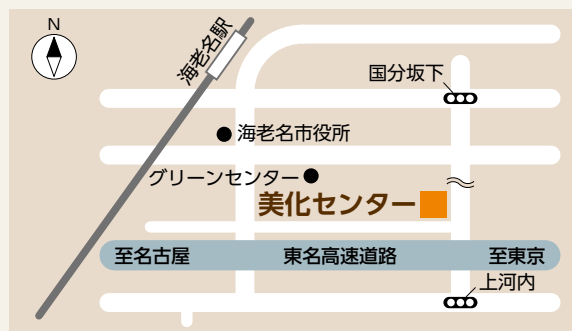 N
海老名駅
国分坂下
海老名市役所
グリーンセンター
美化センター
至名古屋 東名高速道路 至東京
上河内